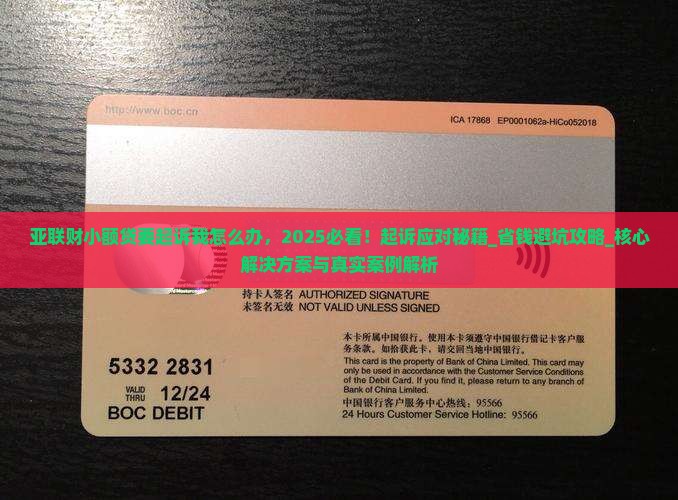 http://www.boc.cn
ICA 17868 EP0001062a-HiCo052018
亚联财小额贷要起诉我怎么办，2025必看！起诉应对秘籍_省钱避坑攻略_核心
解决方案与真实案例解析
持卡人签名 AUTHORIZED SIGNATURE
未签名无效 NOT VALID UNLESS SIGNED
本卡所属中国银行。使用本卡须遵守中国银行借记卡客户服
务条款。如拾获此卡，请交回当地中国银行。
This card is the property of Bank of China Limited. This card may
only be used in accordance with the Customer Service Conditions
of the Debit Card. If you find it, please return to any branch of
Bank of China Limited.
中国银行客户服务中心热线：95566
24 Hours Customer Service Hotline: 95566
5332 2831
VALID
THRU 12/24
BOC DEBIT